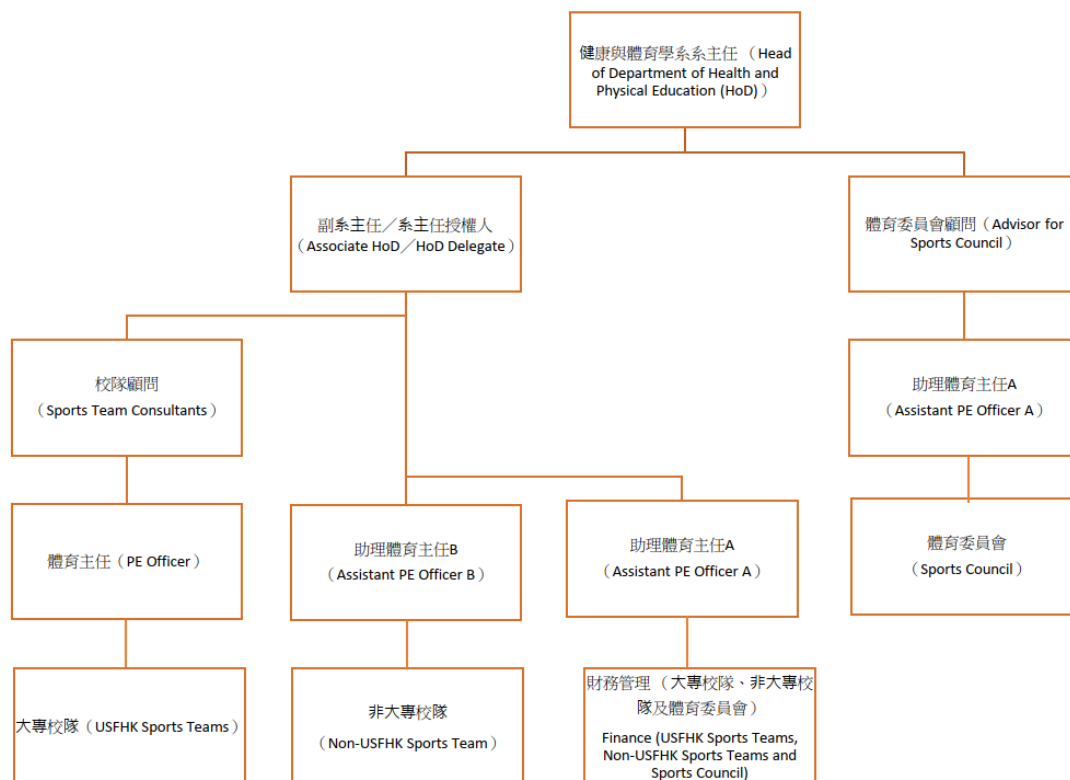 健康與體育學系系主任 （Head
of Department of Health and
Physical Education (HoD)）
副系主任／系主任授權人
（Associate HoD／HoD Delegate）
體育委員會顧問（Advisor for
Sports Council）
校隊顧問
（Sports Team Consultants）
助理體育主任A
（Assistant PE Officer A）
體育主任（PE Officer）
助理體育主任B
（Assistant PE Officer B）
助理體育主任A
（Assistant PE Officer A）
體育委員會
（Sports Council）
大專校隊（USFHK Sports Teams）
非大專校隊
（Non-USFHK Sports Team）
財務管理 （大專校隊、非大專校
隊及體育委員會）
Finance (USFHK Sports Teams,
Non-USFHK Sports Teams and
Sports Council)